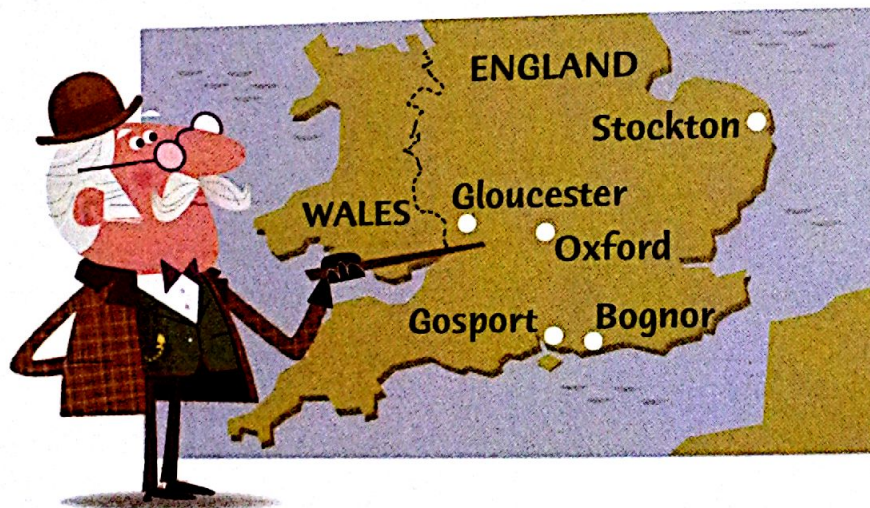 ENGLAND
Stockton
Gloucester
WALES
Oxford
Gosport
Bognor